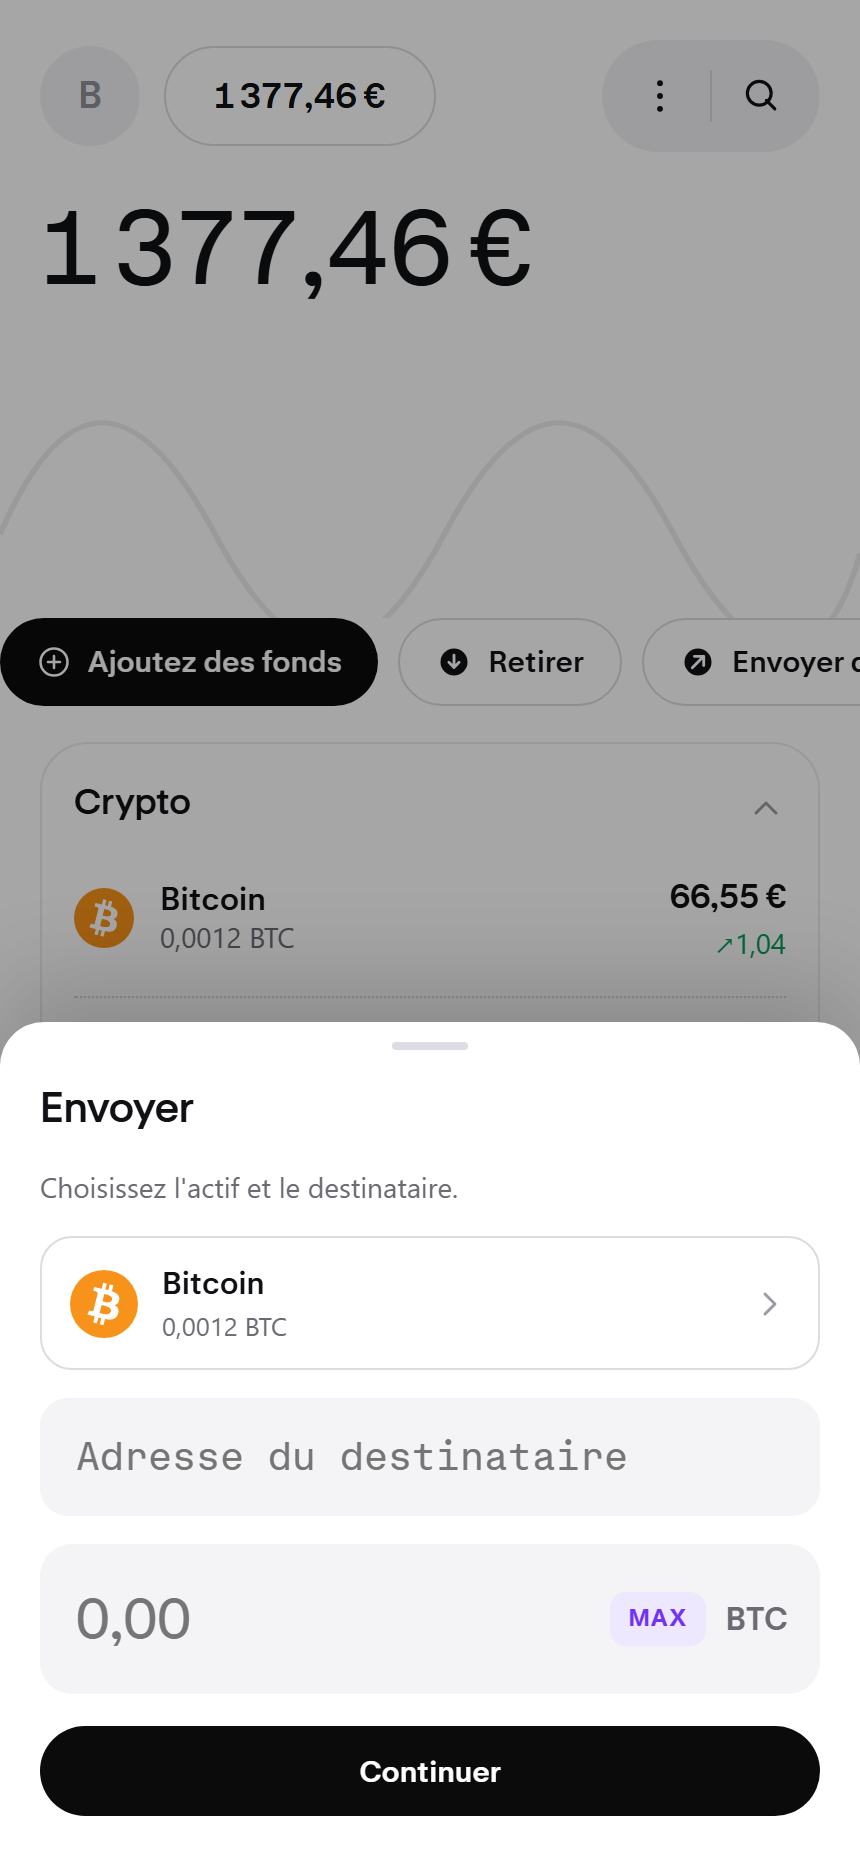 B
1 377,46 €
1 377,46 €
Ajoutez des fonds
Retirer
Envoyer
Crypto
Bitcoin
66,55 €
0,0012 BTC
↗1,04
Envoyer
Choisissez l'actif et le destinataire.
Bitcoin
0,0012 BTC
Adresse du destinataire
0,00
MAX
BTC
Continuer